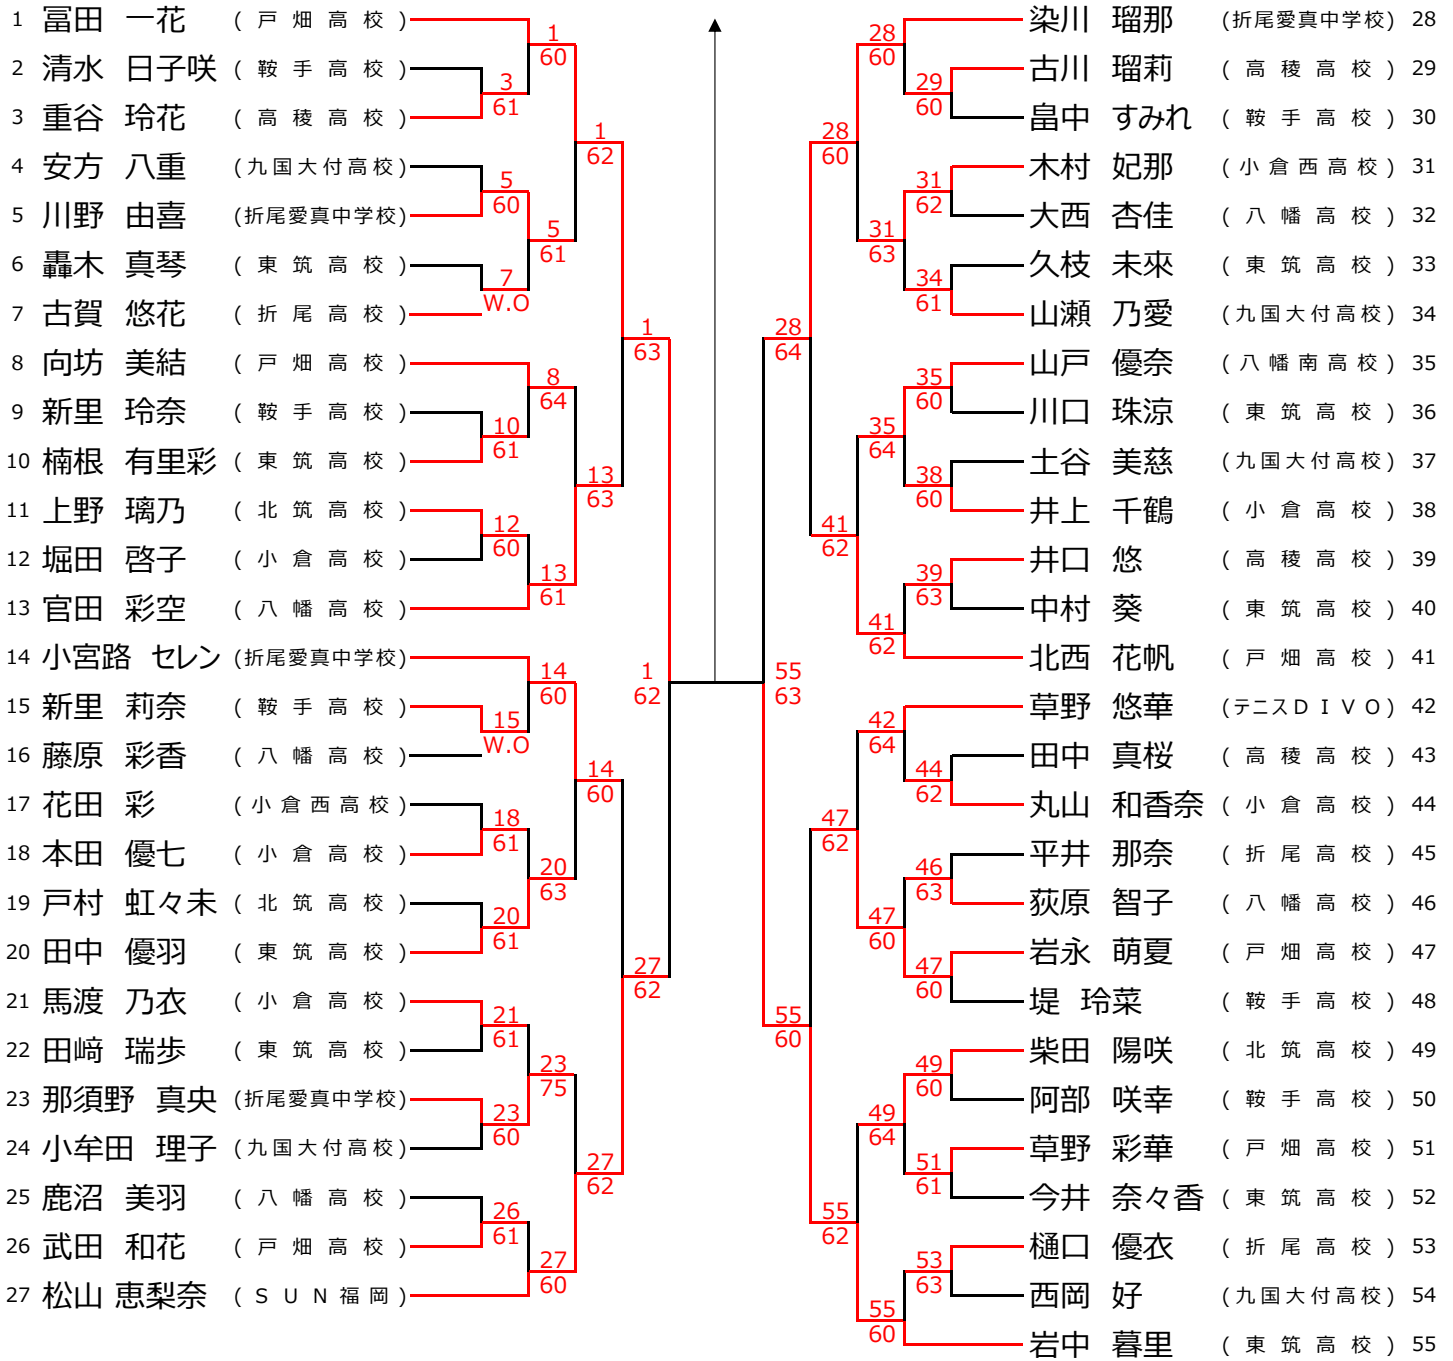 1 冨田 一花 (戸畑高校)
2 清水 日子咲 (鞍手高校)
3 重谷 玲花 (高稜高校)
4 安方 八重 (九国大付高校)
5 川野 由喜 (折尾愛真中学校)
6 轟木 真琴 (東筑高校)
7 古賀 悠花 (折尾高校)
8 向坊 美結 (戸畑高校)
9 新里 玲奈 (鞍手高校)
10 楠根 有里彩 (東筑高校)
11 上野 璃乃 (北筑高校)
12 堀田 啓子 (小倉高校)
13 官田 彩空 (八幡高校)
14 小宮路 セレン (折尾愛真中学校)
15 新里 莉奈 (鞍手高校)
16 藤原 彩香 (八幡高校)
17 花田 彩 (小倉西高校)
18 本田 優七 (小倉高校)
19 戸村 虹々未 (北筑高校)
20 田中 優羽 (東筑高校)
21 馬渡 乃衣 (小倉高校)
22 田﨑 瑞歩 (東筑高校)
23 那須野 真央 (折尾愛真中学校)
24 小牟田 理子 (九国大付高校)
25 鹿沼 美羽 (八幡高校)
26 武田 和花 (戸畑高校)
27 松山 恵梨奈 (SUN福岡)
3
61
5
60
7
W.O
10
61
12
60
15
W.O
18
61
20
61
21
61
23
60
26
61
1
60
5
61
8
64
13
61
14
60
20
63
23
75
27
60
1
62
13
63
14
60
27
62
1
63
27
62
1
62
55
63
28
64
55
60
28
60
41
62
47
62
55
62
28
60
31
63
35
64
41
62
42
64
47
60
49
64
55
60
29
60
31
62
34
61
35
60
38
60
39
63
44
62
46
63
47
60
49
60
51
61
53
63
染川 瑠那 (折尾愛真中学校) 28
古川 瑠莉 (高稜高校) 29
畠中 すみれ (鞍手高校) 30
木村 妃那 (小倉西高校) 31
大西 杏佳 (八幡高校) 32
久枝 未來 (東筑高校) 33
山瀬 乃愛 (九国大付高校) 34
山戸 優奈 (八幡南高校) 35
川口 珠涼 (東筑高校) 36
土谷 美慈 (九国大付高校) 37
井上 千鶴 (小倉高校) 38
井口 悠 (高稜高校) 39
中村 葵 (東筑高校) 40
北西 花帆 (戸畑高校) 41
草野 悠華 (テニスDIVO) 42
田中 真桜 (高稜高校) 43
丸山 和香奈 (小倉高校) 44
平井 那奈 (折尾高校) 45
荻原 智子 (八幡高校) 46
岩永 萌夏 (戸畑高校) 47
堤 玲菜 (鞍手高校) 48
柴田 陽咲 (北筑高校) 49
阿部 咲幸 (鞍手高校) 50
草野 彩華 (戸畑高校) 51
今井 奈々香 (東筑高校) 52
樋口 優衣 (折尾高校) 53
西岡 好 (九国大付高校) 54
岩中 暮里 (東筑高校) 55